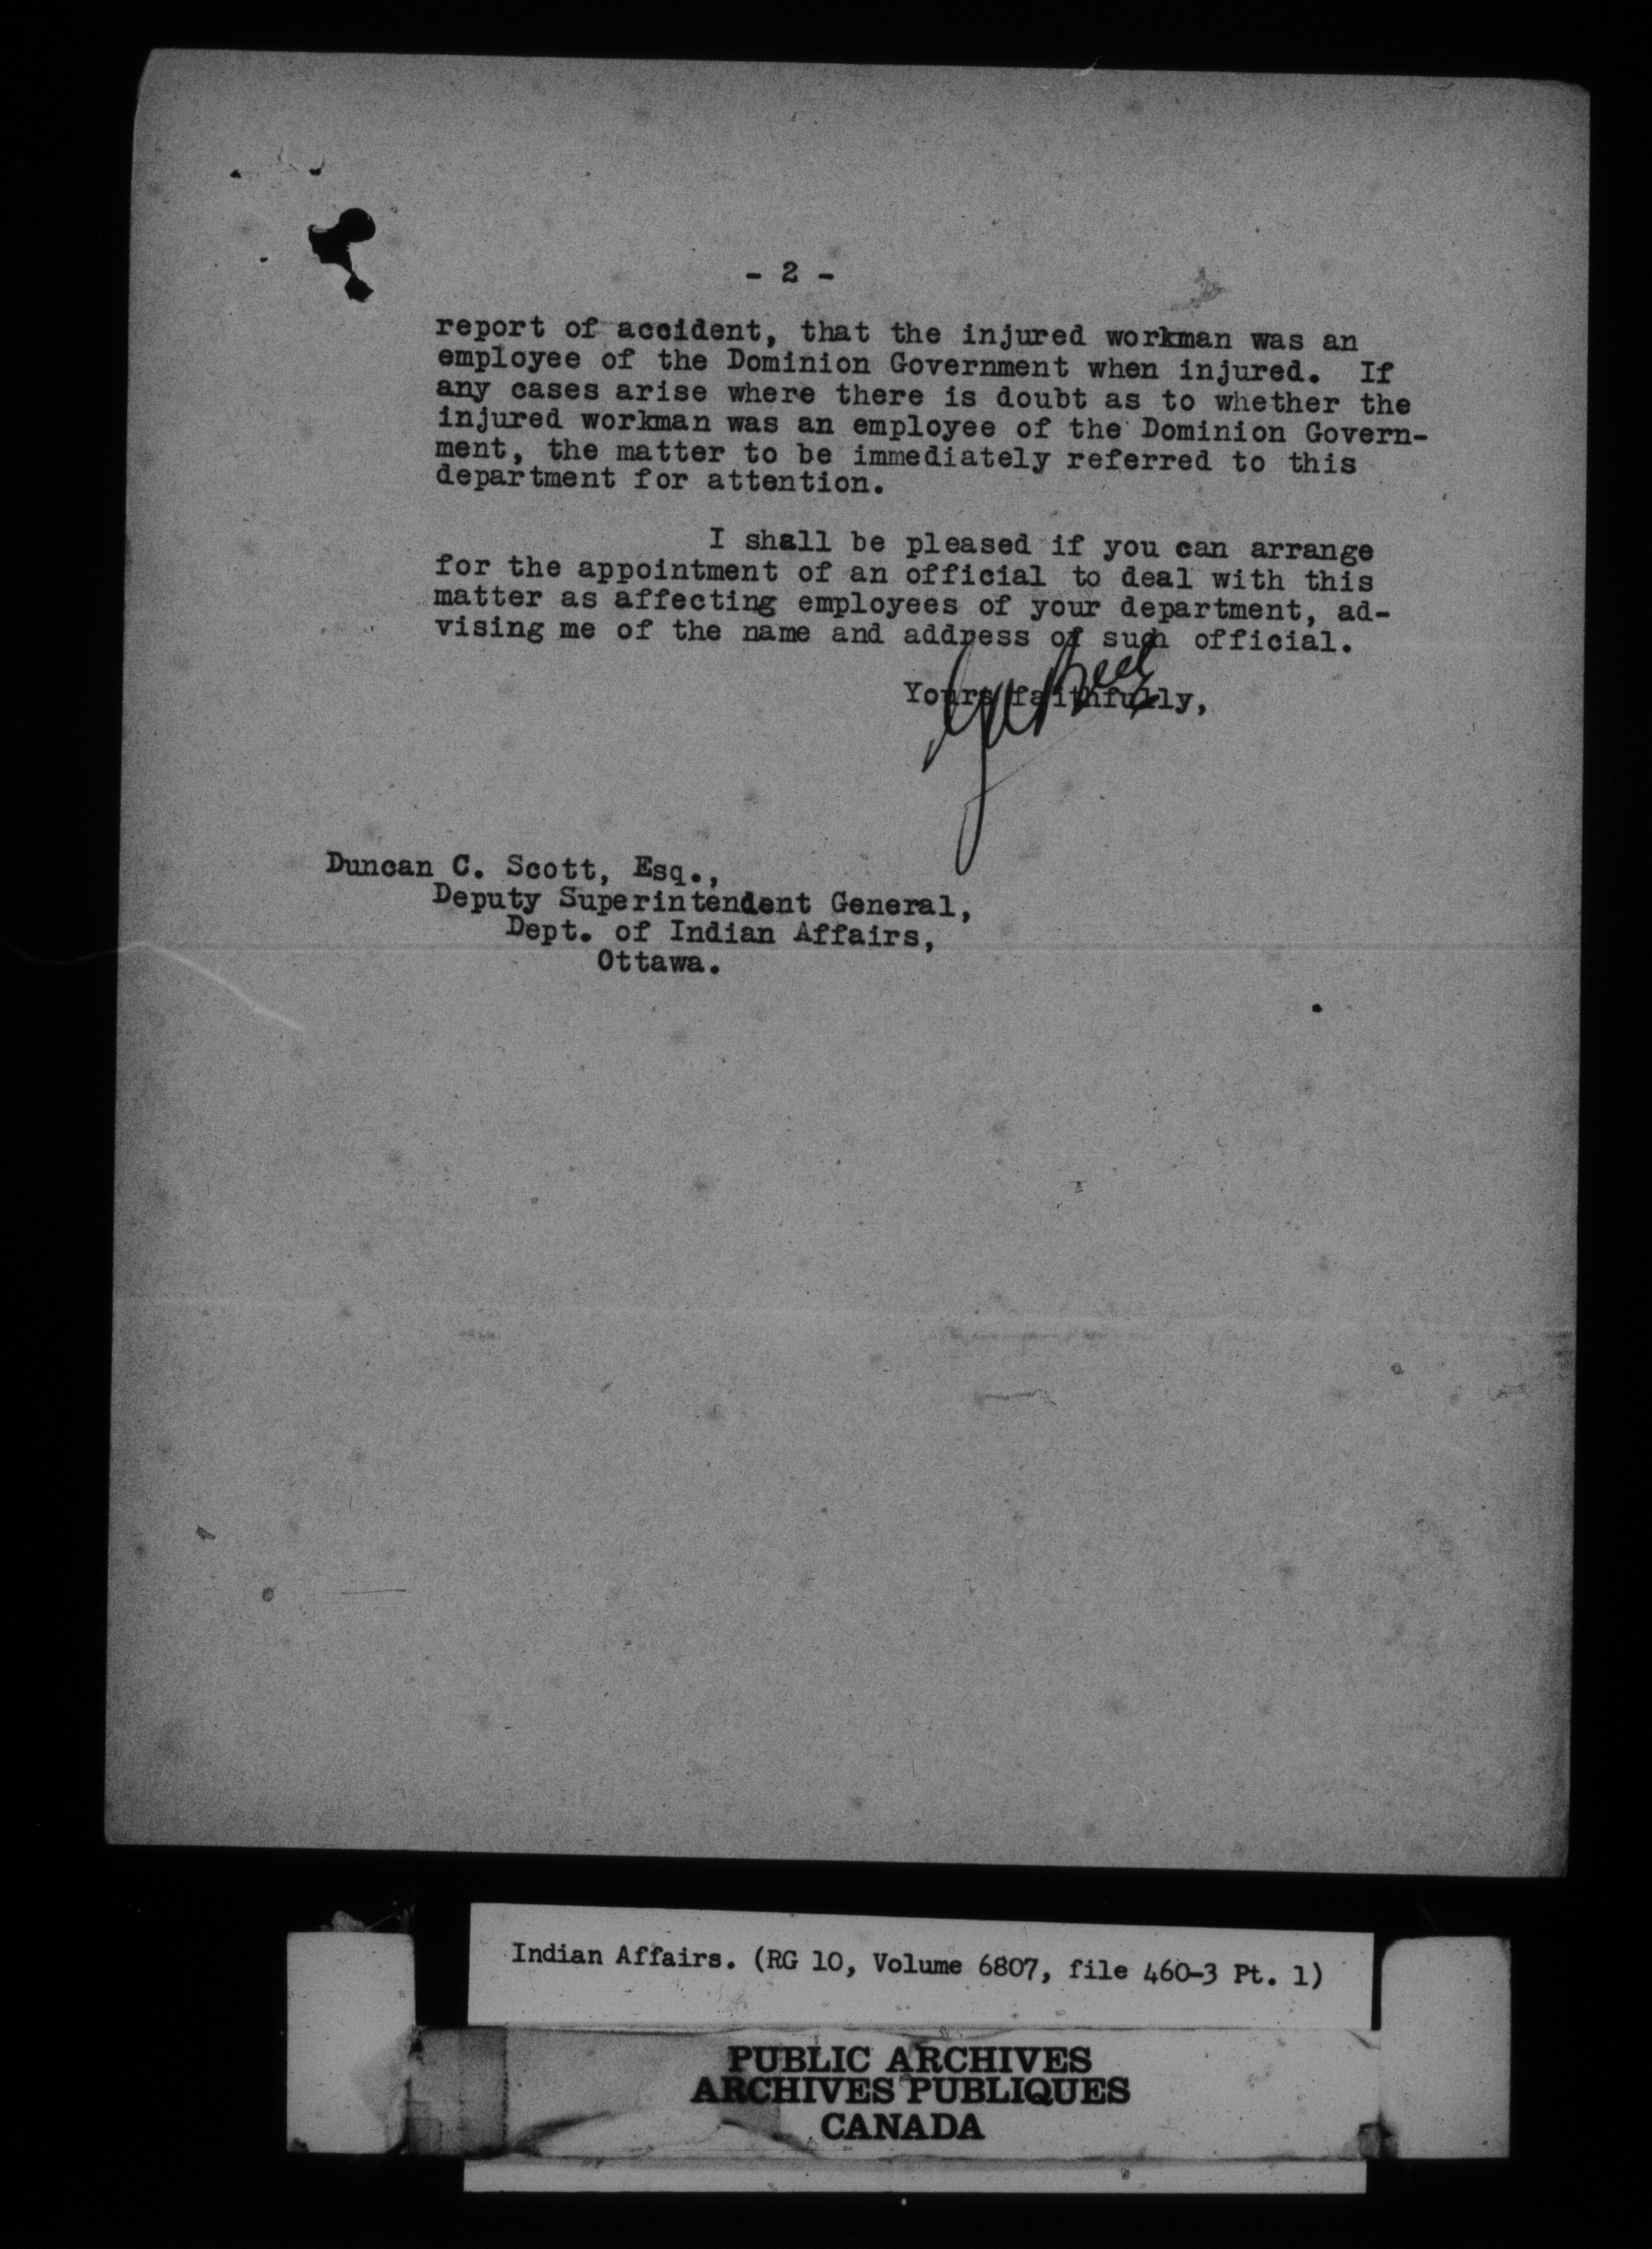 - 2 -
report of accident, that the injured workman was an
employee of the Dominion Government when injured. If
any cases arise where there is doubt as to whether the
injured workman was an employee of the Dominion Govern-
ment, the matter to be immediately referred to this
department for attention.
I shall be pleased if you can arrange
for the appointment of an official to deal with this
matter as affecting employees of your department, ad-
vising me of the name and address of such official.
Yours faithfully,
Duncan C. Scott, Esq.,
Deputy Superintendent General,
Dept. of Indian Affairs,
Ottawa.
Indian Affairs. (RG 10, Volume 6807, file 460-3 Pt. 1)
PUBLIC ARCHIVES
ARCHIVES PUBLIQUES
CANADA